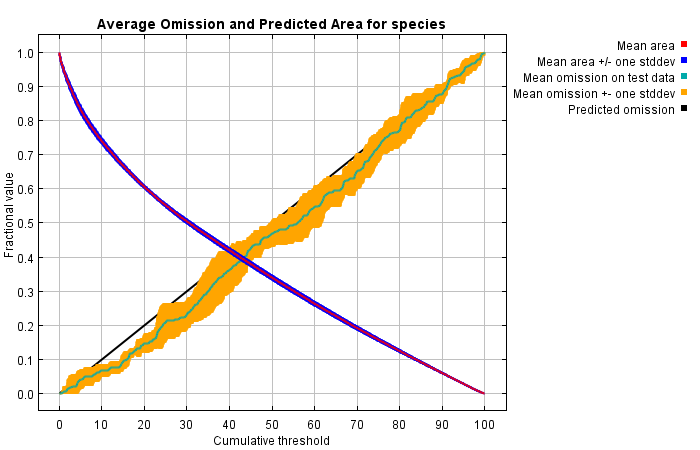 Average Omission and Predicted Area for species
Mean area
Mean area +/- one stddev
Mean omission on test data
Mean omission +- one stddev
Predicted omission
Fractional value
1.0
0.9
0.8
0.7
0.6
0.5
0.4
0.3
0.2
0.1
0.0
0 10 20 30 40 50 60 70 80 90 100
Cumulative threshold